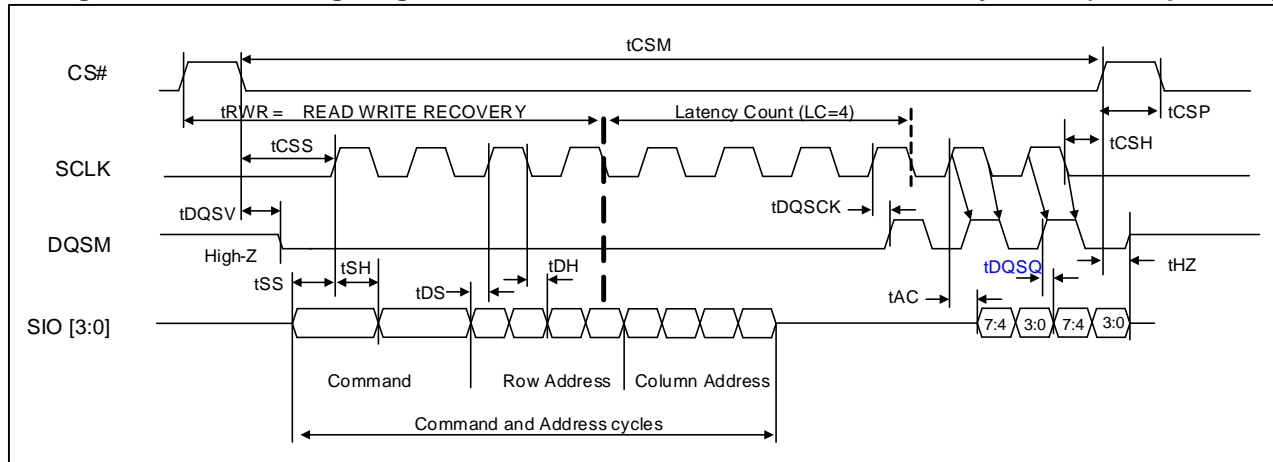 tCSM
CS#
tRWR = READ WRITE RECOVERY
Latency Count (LC=4)
tCSP
tCSS
tCSH
SCLK
tDQSV
tDQSCK
DQSM
High-Z
tSS
tSH
tDH
tDS
tDQSQ
tHZ
tAC
SIO [3:0]
7:4 3:0 7:4 3:0
Command
Row Address
Column Address
Command and Address cycles